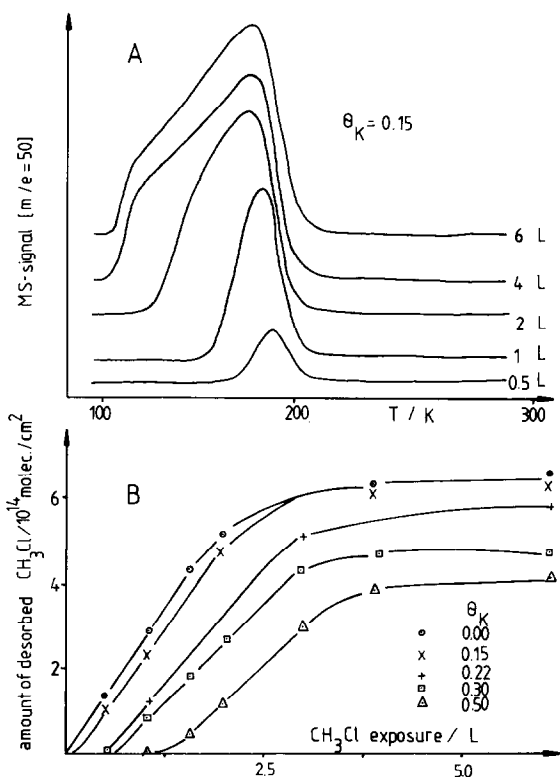 A
θK = 0.15
MS-signal [m/e = 50]
6 L
4 L
2 L
1 L
0.5 L
100
200
300
T / K
B
amount of desorbed CH3Cl/10^14 molec./cm^2
6
4
2
θK
0.00
0.15
0.22
0.30
0.50
CH3Cl exposure / L
2.5
5.0